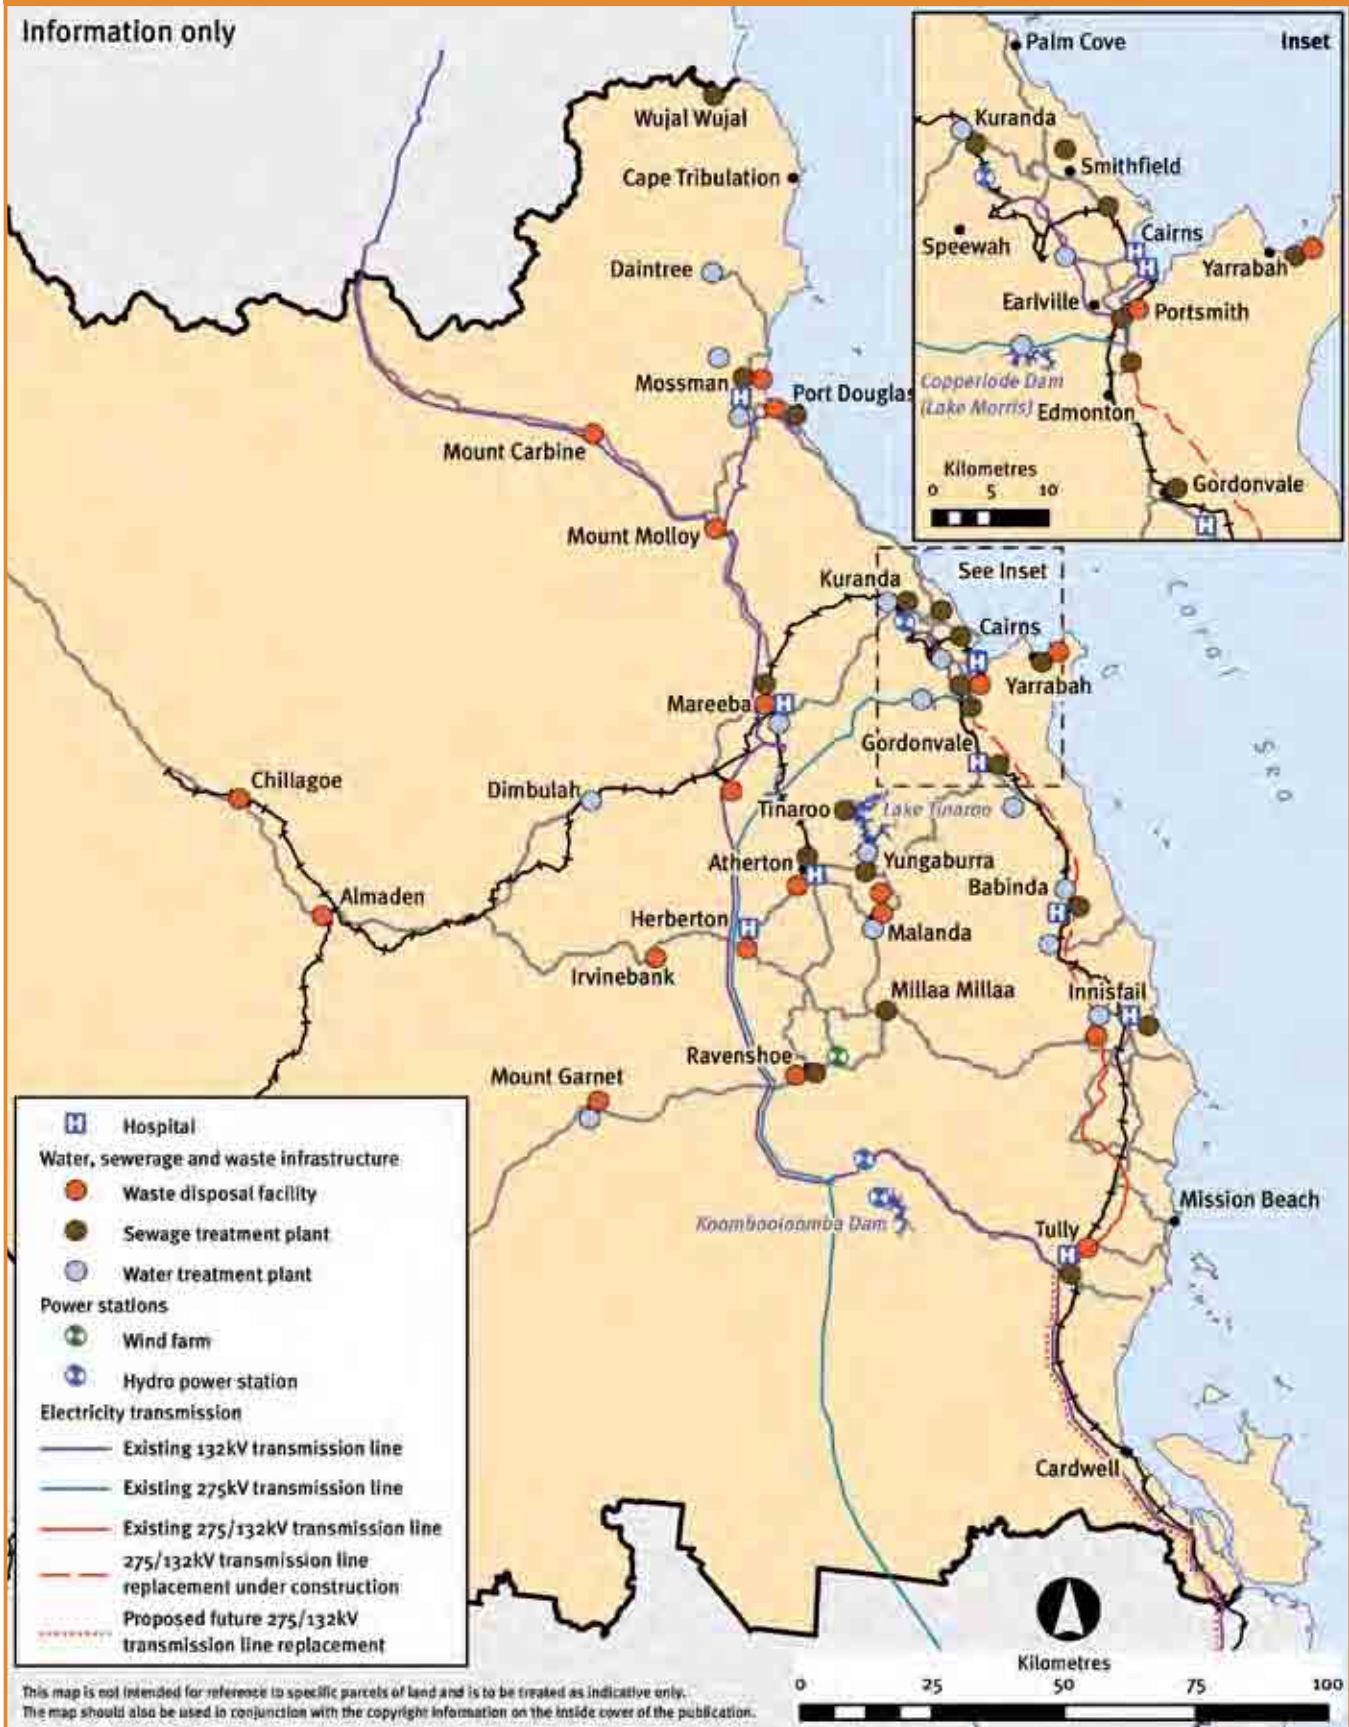 Information only
Wujal Wujal
Cape Tribulation
Daintree
Mossman
Port Douglas
Mount Carbine
Mount Molloy
Kuranda
See Inset
Cairns
Yarrabah
Mareeba
Gordonvale
Chillagoe
Dimbulah
Tinaroo
Lake Tinaroo
Atherton
Yungaburra
Babinda
Almaden
Herberton
Malanda
Irvinebank
Millaa Millaa
Innisfail
Ravenshoe
Mount Garnet
Koombooloomba Dam
Mission Beach
Tully
Cardwell
Coral
Sea
Inset
Palm Cove
Kuranda
Smithfield
Cairns
Speewah
Yarrabah
Earlville
Portsmith
Copperlode Dam
(Lake Morris)
Edmonton
Kilometres
0 5 10
Gordonvale
H Hospital
Water, sewerage and waste infrastructure
Waste disposal facility
Sewage treatment plant
Water treatment plant
Power stations
Wind farm
Hydro power station
Electricity transmission
Existing 132kV transmission line
Existing 275kV transmission line
Existing 275/132kV transmission line
275/132kV transmission line
replacement under construction
Proposed future 275/132kV
transmission line replacement
Kilometres
0 25 50 75 100
This map is not intended for reference to specific parcels of land and is to be treated as indicative only.
The map should also be used in conjunction with the copyright information on the inside cover of the publication.